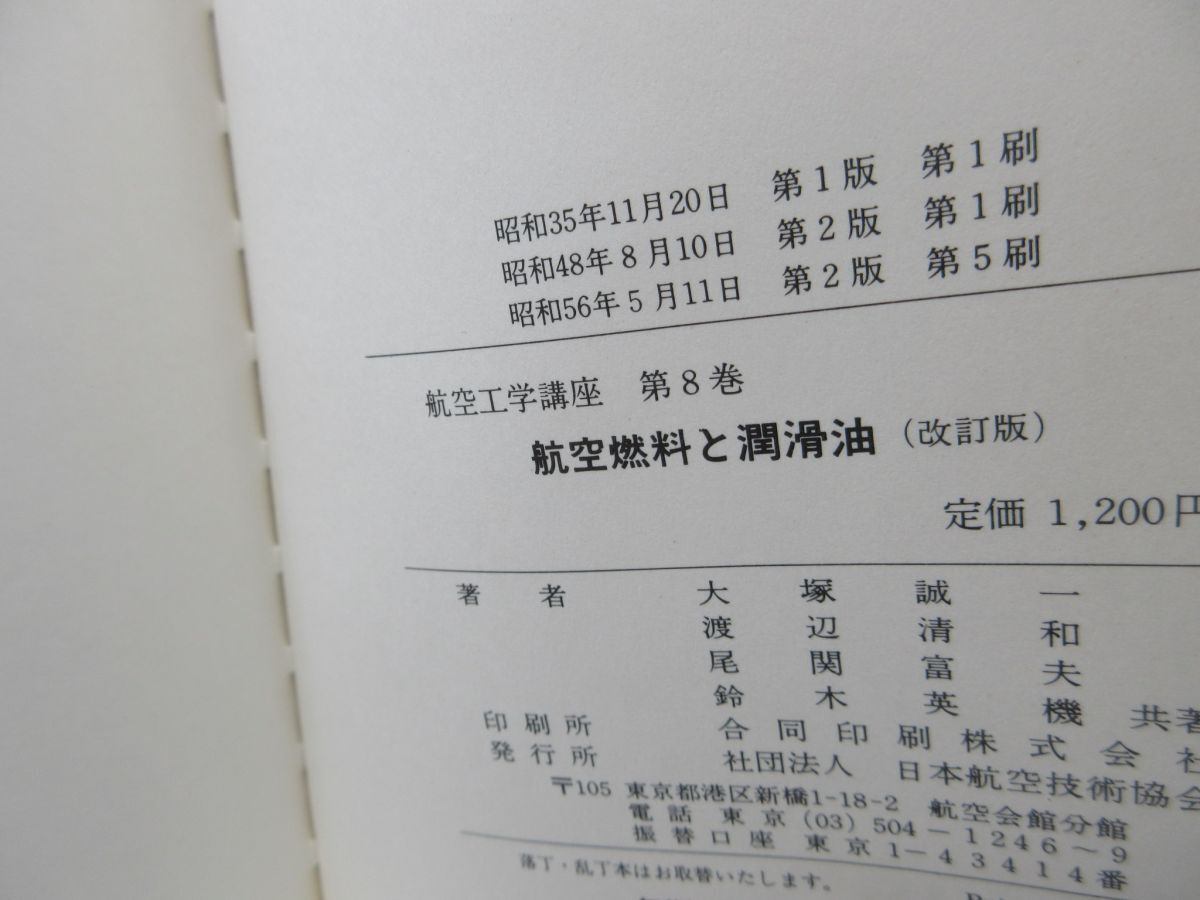 昭和35年11月20日 第1版 第1刷
昭和48年8月10日 第2版 第1刷
昭和56年5月11日 第2版 第5刷
航空工学講座 第8巻
航空燃料と潤滑油(改訂版)
定価 1,200円
著者 大塚誠一
渡辺清和
尾関富夫
鈴木英機 共著
印刷所 合同印刷株式会社
発行所 社団法人 日本航空技術協会
〒105 東京都港区新橋1-18-2 航空会館分館
電話 東京(03)504-1246~9
振替口座 東京1-43414番
落丁・乱丁本はお取替いたします。